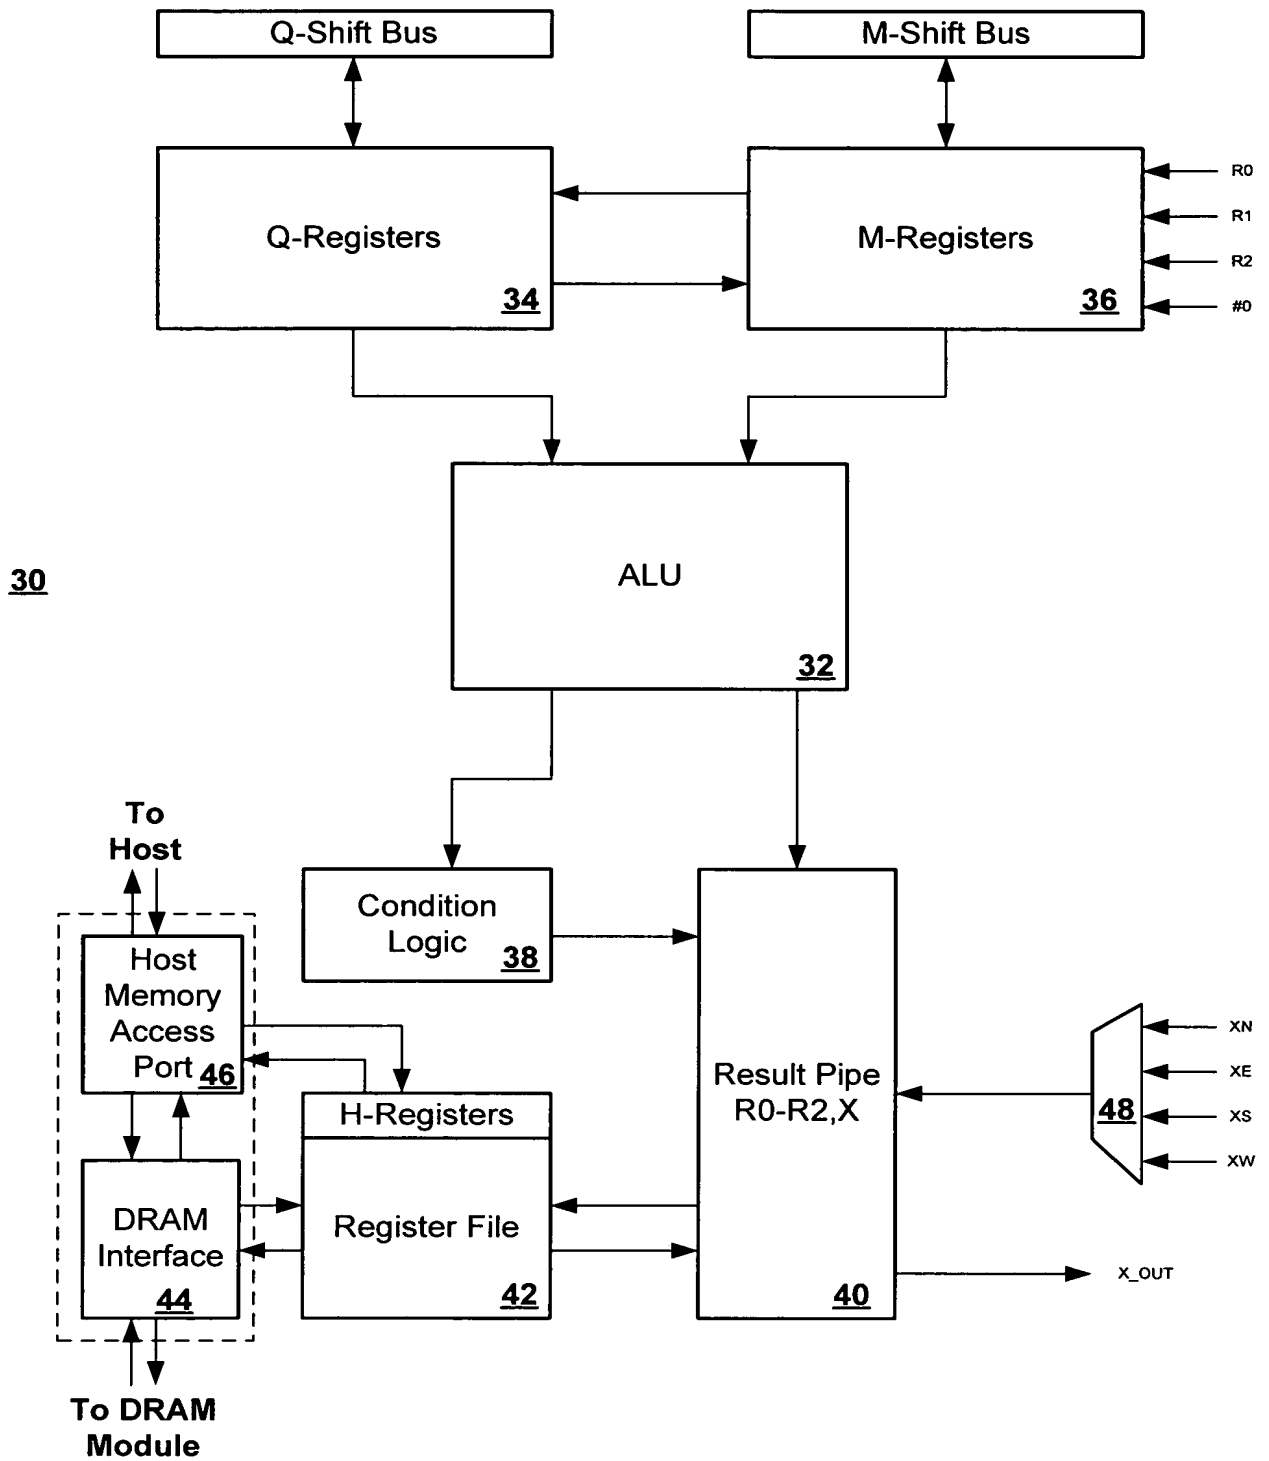 Q-Shift Bus
M-Shift Bus
Q-Registers
34
M-Registers
36
R0
R1
R2
#0
ALU
32
30
To
Host
Host
Memory
Access
Port
46
Condition
Logic
38
H-Registers
Register File
42
DRAM
Interface
44
To DRAM
Module
Result Pipe
R0-R2,X
40
48
XN
XE
XS
XW
X_OUT